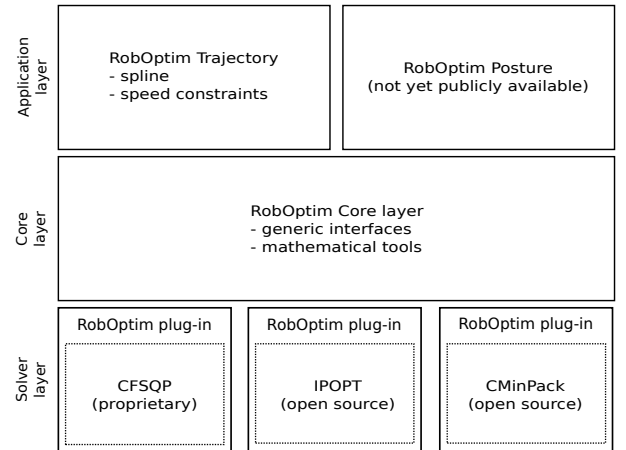 Application
layer
RobOptim Trajectory
- spline
- speed constraints
RobOptim Posture
(not yet publicly available)
Core
layer
RobOptim Core layer
- generic interfaces
- mathematical tools
Solver
layer
RobOptim plug-in
CFSQP
(proprietary)
RobOptim plug-in
IPOPT
(open source)
RobOptim plug-in
CMinPack
(open source)